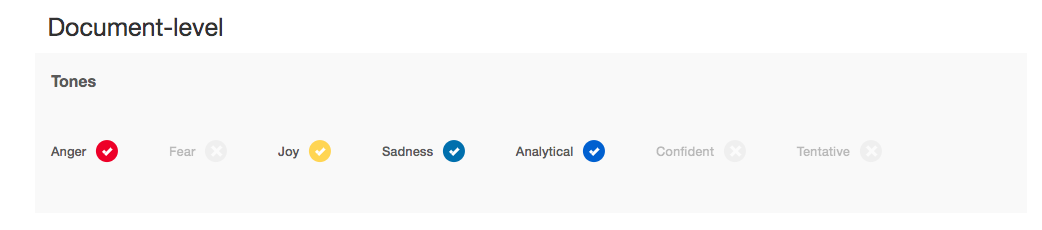 Document-level
Tones
Anger Fear Joy Sadness Analytical Confident Tentative